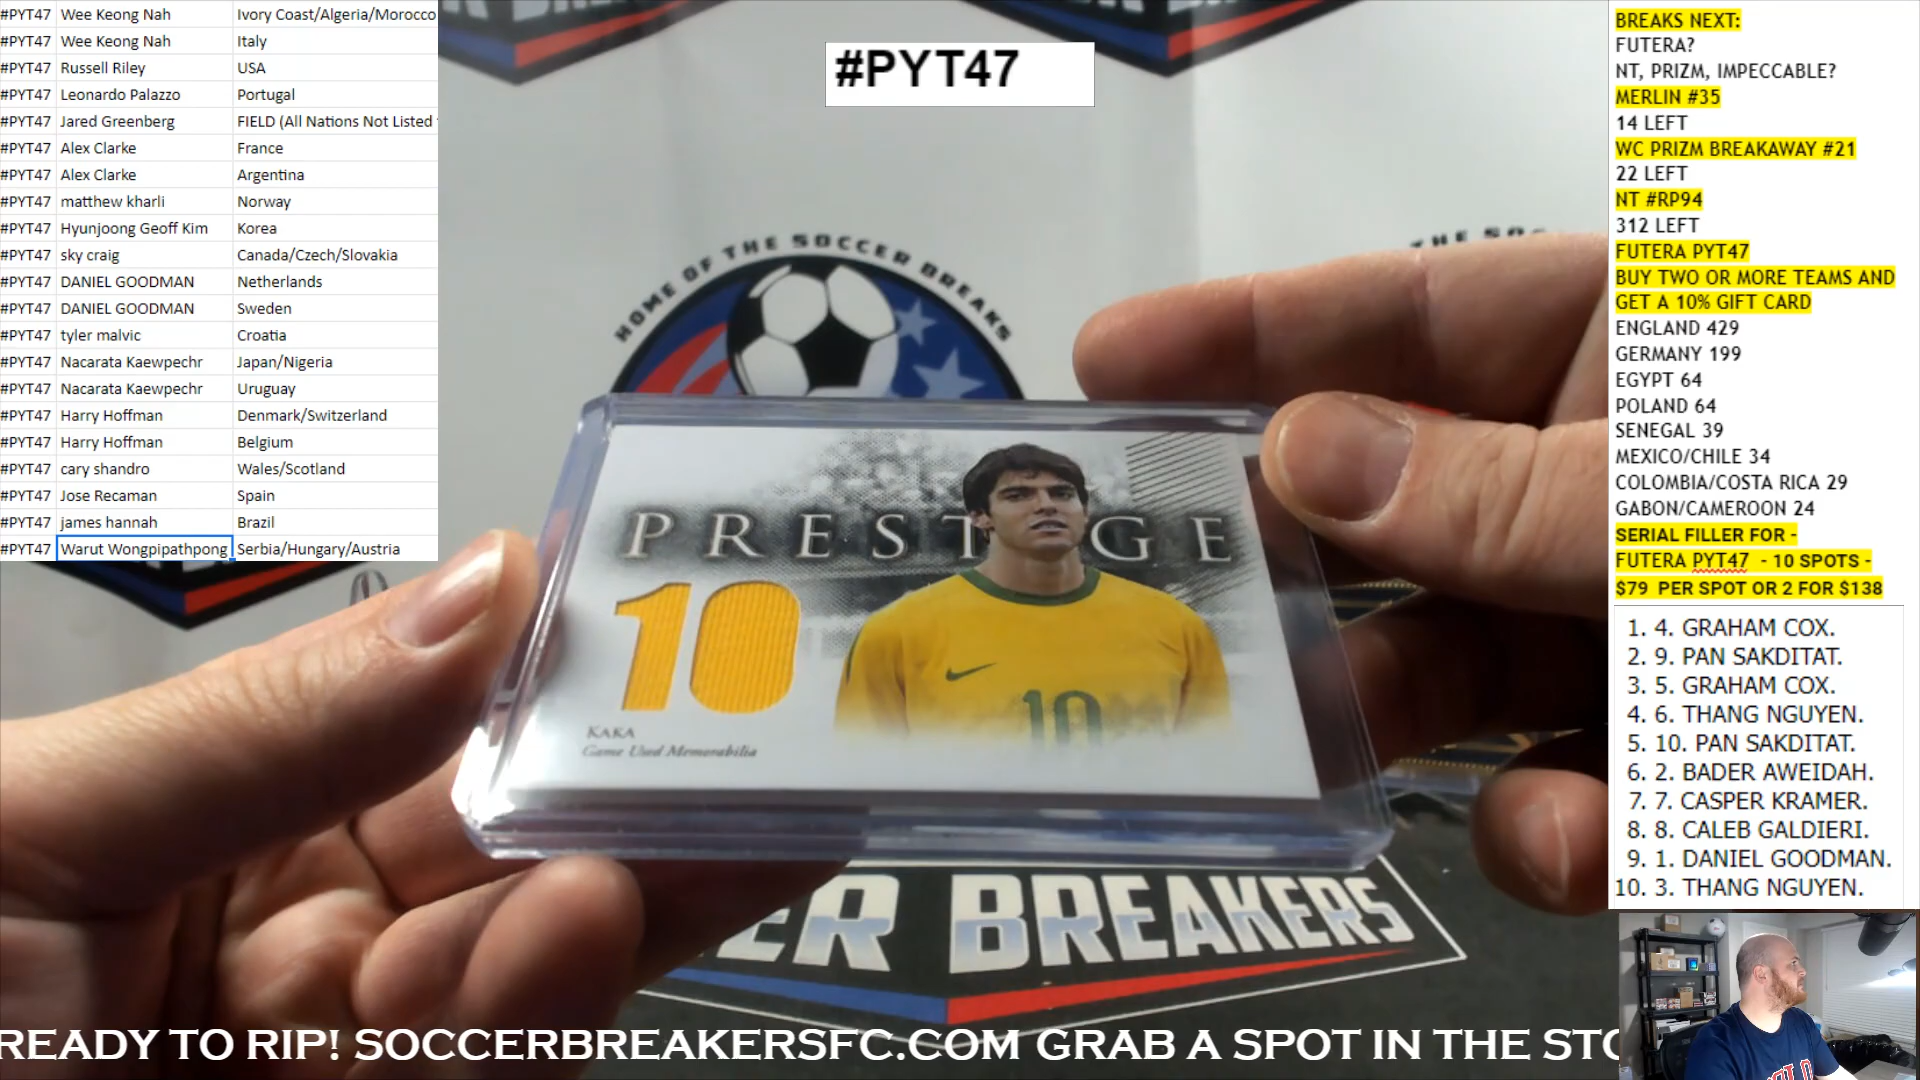 #PYT47 Wee Keong Nah Ivory Coast/Algeria/Morocco
#PYT47 Wee Keong Nah Italy
#PYT47 Russell Riley USA
#PYT47 Leonardo Palazzo Portugal
#PYT47 Jared Greenberg FIELD (All Nations Not Listed
#PYT47 Alex Clarke France
#PYT47 Alex Clarke Argentina
#PYT47 matthew kharli Norway
#PYT47 Hyunjoong Geoff Kim Korea
#PYT47 sky craig Canada/Czech/Slovakia
#PYT47 DANIEL GOODMAN Netherlands
#PYT47 DANIEL GOODMAN Sweden
#PYT47 tyler malvic Croatia
#PYT47 Nacarata Kaewpechr Japan/Nigeria
#PYT47 Nacarata Kaewpechr Uruguay
#PYT47 Harry Hoffman Denmark/Switzerland
#PYT47 Harry Hoffman Belgium
#PYT47 cary shandro Wales/Scotland
#PYT47 Jose Recaman Spain
#PYT47 james hannah Brazil
#PYT47 Warut Wongpipathpong Serbia/Hungary/Austria
#PYT47
HOME OF THE SOCCER BREAKS
THE SOC
PRESTGE
10
10
KAKA
Game Used Memorabilia
ER BREAKERS
BREAKS NEXT:
FUTERA?
NT, PRIZM, IMPECCABLE?
MERLIN #35
14 LEFT
WC PRIZM BREAKAWAY #21
22 LEFT
NT #RP94
312 LEFT
FUTERA PYT47
BUY TWO OR MORE TEAMS AND
GET A 10% GIFT CARD
ENGLAND 429
GERMANY 199
EGYPT 64
POLAND 64
SENEGAL 39
MEXICO/CHILE 34
COLOMBIA/COSTA RICA 29
GABON/CAMEROON 24
SERIAL FILLER FOR -
FUTERA PYT47 - 10 SPOTS -
$79 PER SPOT OR 2 FOR $138
1. 4. GRAHAM COX.
2. 9. PAN SAKDITAT.
3. 5. GRAHAM COX.
4. 6. THANG NGUYEN.
5. 10. PAN SAKDITAT.
6. 2. BADER AWEIDAH.
7. 7. CASPER KRAMER.
8. 8. CALEB GALDIERI.
9. 1. DANIEL GOODMAN.
10. 3. THANG NGUYEN.
READY TO RIP! SOCCERBREAKERSFC.COM GRAB A SPOT IN THE STO